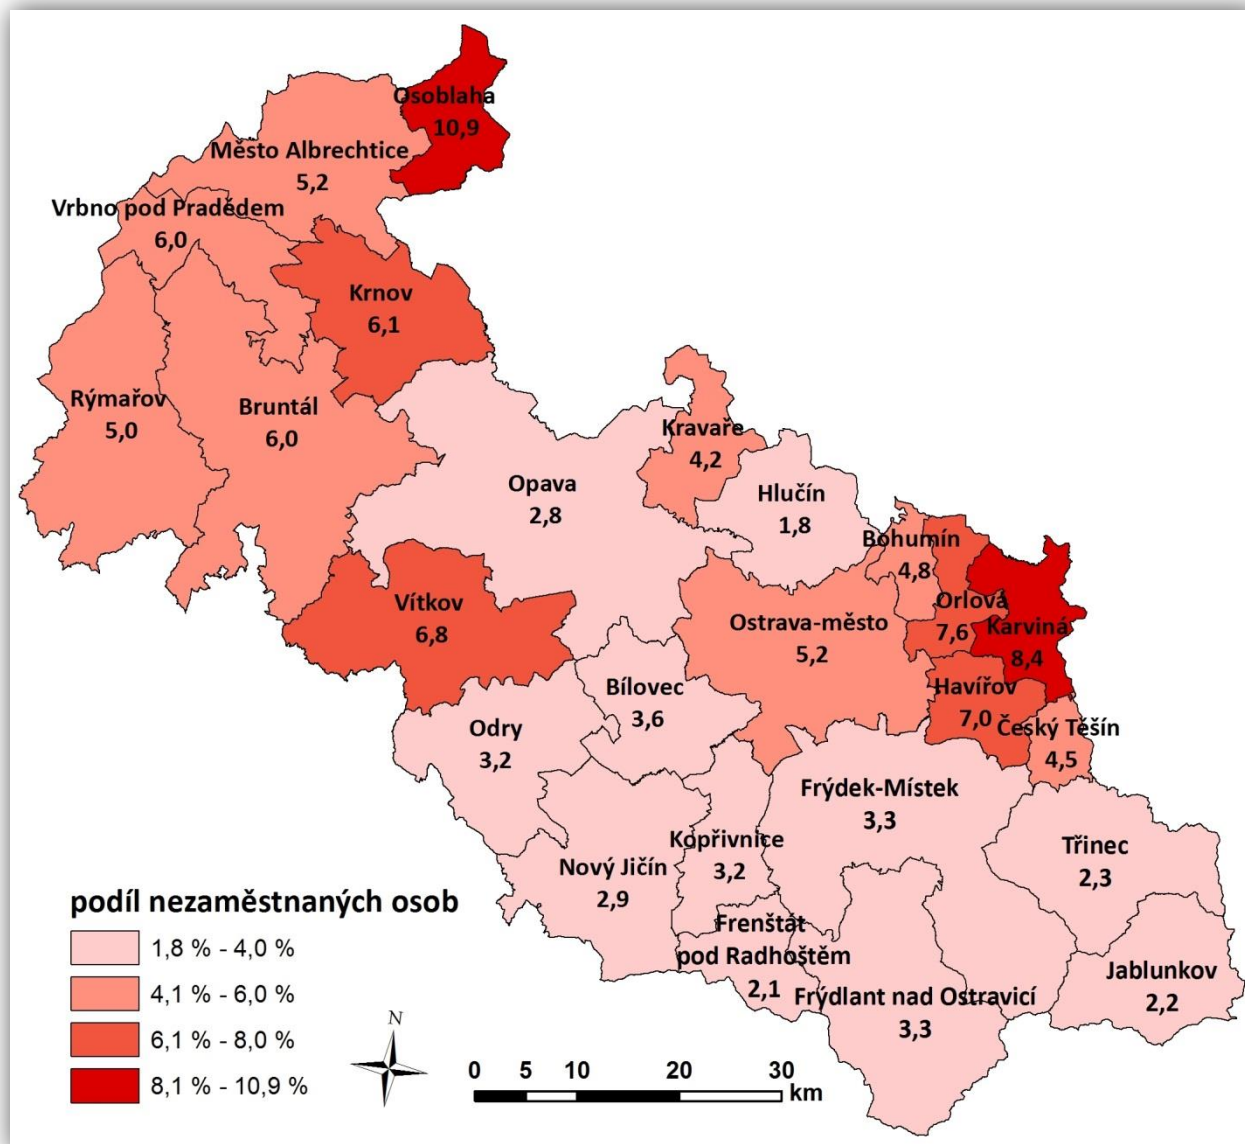 Osoblaha
10,9
Město Albrechtice
5,2
Vrbno pod Pradědem
6,0
Krnov
6,1
Rýmařov
5,0
Bruntál
6,0
Kravaře
4,2
Opava
2,8
Hlučín
1,8
Bohumín
4,8
Vítkov
6,8
Orlová
7,6
Karviná
8,4
Ostrava-město
5,2
Bílovec
3,6
Havířov
7,0
Český Těšín
4,5
Odry
3,2
Frýdek-Místek
3,3
Kopřivnice
3,2
Třinec
2,3
Nový Jičín
2,9
Frenštát
pod Radhoštěm
2,1
Jablunkov
2,2
Frýdlant nad Ostravicí
3,3
podíl nezaměstnaných osob
1,8 % - 4,0 %
4,1 % - 6,0 %
6,1 % - 8,0 %
8,1 % - 10,9 %
N
0 5 10 20 30
km